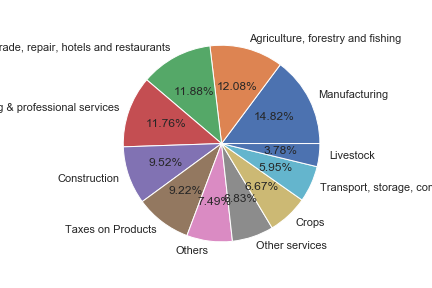 Agriculture, forestry and fishing
rade, repair, hotels and restaurants
12.08%
11.88%
Manufacturing
14.82%
g & professional services
11.76%
3.78%
Livestock
9.52%
5.95%
Construction
Transport, storage, cor
6.67%
9.22%
7.49%
8.83%
Crops
Taxes on Products
Others
Other services